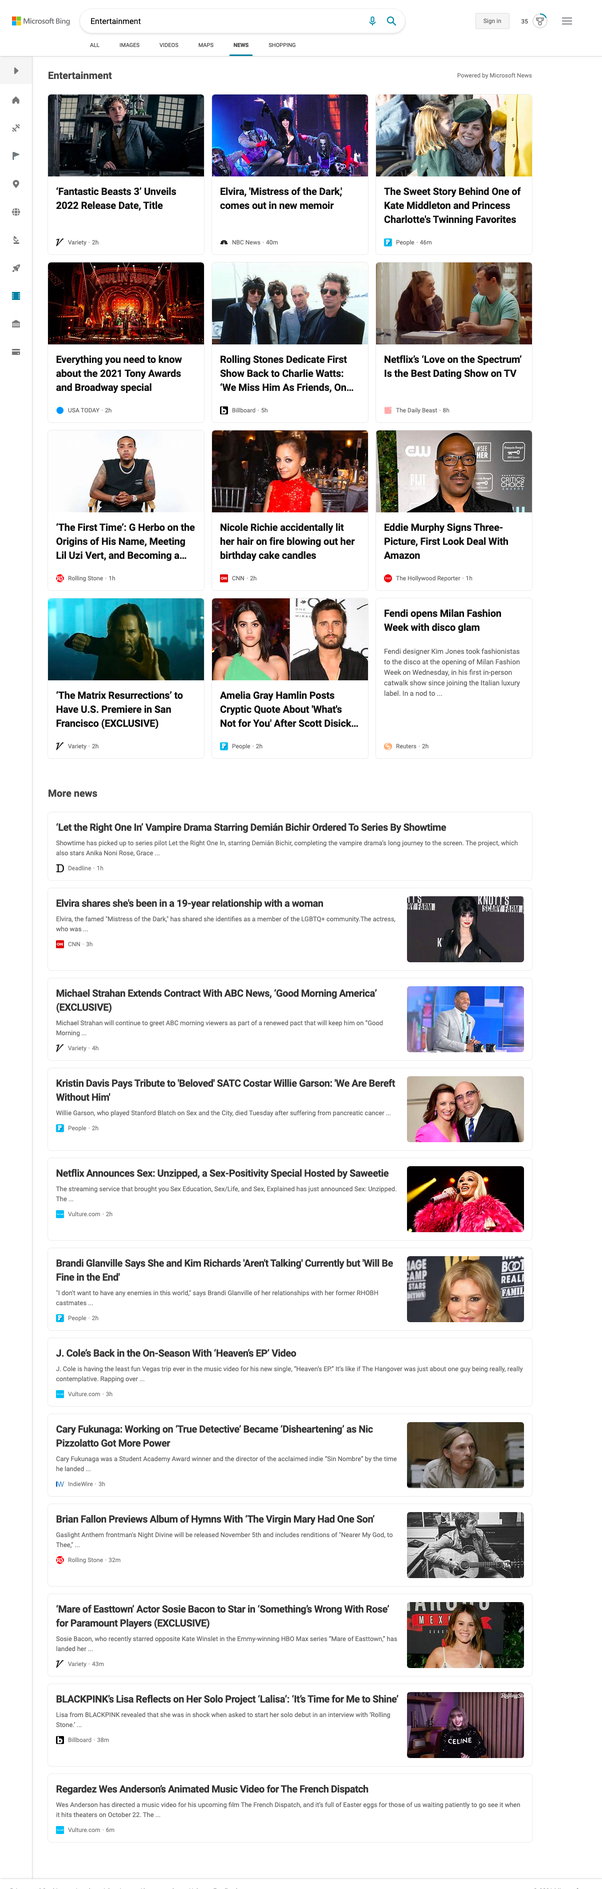 Microsoft Bing
Entertainment
Sign in
35
ALL IMAGES VIDEOS MAPS NEWS SHOPPING
Entertainment
Powered by Microsoft News
‘Fantastic Beasts 3’ Unveils
2022 Release Date, Title
Variety · 2h
Elvira, 'Mistress of the Dark,'
comes out in new memoir
NBC News · 40m
The Sweet Story Behind One of
Kate Middleton and Princess
Charlotte's Twinning Favorites
People · 46m
Everything you need to know
about the 2021 Tony Awards
and Broadway special
USA TODAY · 2h
Rolling Stones Dedicate First
Show Back to Charlie Watts:
‘We Miss Him As Friends, On...
Billboard · 5h
Netflix’s ‘Love on the Spectrum’
Is the Best Dating Show on TV
The Daily Beast · 8h
‘The First Time’: G Herbo on the
Origins of His Name, Meeting
Lil Uzi Vert, and Becoming a...
Rolling Stone · 1h
Nicole Richie accidentally lit
her hair on fire blowing out her
birthday cake candles
CNN · 2h
Eddie Murphy Signs Three-
Picture, First Look Deal With
Amazon
The Hollywood Reporter · 1h
‘The Matrix Resurrections’ to
Have U.S. Premiere in San
Francisco (EXCLUSIVE)
Variety · 2h
Amelia Gray Hamlin Posts
Cryptic Quote About 'What's
Not for You' After Scott Disick...
People · 2h
Fendi opens Milan Fashion
Week with disco glam
Fendi designer Kim Jones took fashionistas
to the disco at the opening of Milan Fashion
Week on Wednesday, in his first in-person
catwalk show since joining the Italian luxury
label. In a nod to ...
Reuters · 2h
More news
‘Let the Right One In’ Vampire Drama Starring Demián Bichir Ordered To Series By Showtime
Showtime has picked up to series pilot Let the Right One In, starring Demián Bichir, completing the vampire drama’s long journey to the screen. The project, which
also stars Anika Noni Rose, Grace ...
Deadline · 1h
Elvira shares she's been in a 19-year relationship with a woman
Elvira, the famed "Mistress of the Dark," has shared she identifies as a member of the LGBTQ+ community.The actress,
who was ...
CNN · 3h
Michael Strahan Extends Contract With ABC News, ‘Good Morning America’
(EXCLUSIVE)
Michael Strahan will continue to greet ABC morning viewers as part of a renewed pact that will keep him on “Good
Morning ...
Variety · 4h
Kristin Davis Pays Tribute to 'Beloved' SATC Costar Willie Garson: 'We Are Bereft
Without Him'
Willie Garson, who played Stanford Blatch on Sex and the City, died Tuesday after suffering from pancreatic cancer ...
People · 2h
Netflix Announces Sex: Unzipped, a Sex-Positivity Special Hosted by Saweetie
The streaming service that brought you Sex Education, Sex/Life, and Sex, Explained has just announced Sex: Unzipped.
The ...
Vulture.com · 2h
Brandi Glanville Says She and Kim Richards 'Aren't Talking' Currently but 'Will Be
Fine in the End'
"I don't want to have any enemies in this world," says Brandi Glanville of her relationships with her former RHOBH
castmates ...
People · 2h
J. Cole’s Back in the On-Season With ‘Heaven’s EP’ Video
J. Cole is having the least fun Vegas trip ever in the music video for his new single, “Heaven’s EP.” It’s like if The Hangover was just about one guy being really, really
contemplative. Rapping over ...
Vulture.com · 3h
Cary Fukunaga: Working on ‘True Detective’ Became ‘Disheartening’ as Nic
Pizzolatto Got More Power
Cary Fukunaga was a Student Academy Award winner and the director of the acclaimed indie “Sin Nombre” by the time
he landed ...
IndieWire · 3h
Brian Fallon Previews Album of Hymns With ‘The Virgin Mary Had One Son’
Gaslight Anthem frontman's Night Divine will be released November 5th and includes renditions of "Nearer My God, to
Thee," ...
Rolling Stone · 32m
‘Mare of Easttown’ Actor Sosie Bacon to Star in ‘Something’s Wrong With Rose’
for Paramount Players (EXCLUSIVE)
Sosie Bacon, who recently starred opposite Kate Winslet in the Emmy-winning HBO Max series “Mare of Easttown,” has
landed her ...
Variety · 43m
BLACKPINK’s Lisa Reflects on Her Solo Project ‘Lalisa’: ‘It’s Time for Me to Shine’
Lisa from BLACKPINK revealed that she was in shock when asked to start her solo debut in an interview with ‘Rolling
Stone.’ ...
CELINE
Billboard · 38m
Regardez Wes Anderson’s Animated Music Video for The French Dispatch
Wes Anderson has directed a music video for his upcoming film The French Dispatch, and it’s full of Easter eggs for those of us waiting patiently to go see it when
it hits theaters on October 22. The ...
Vulture.com · 6m